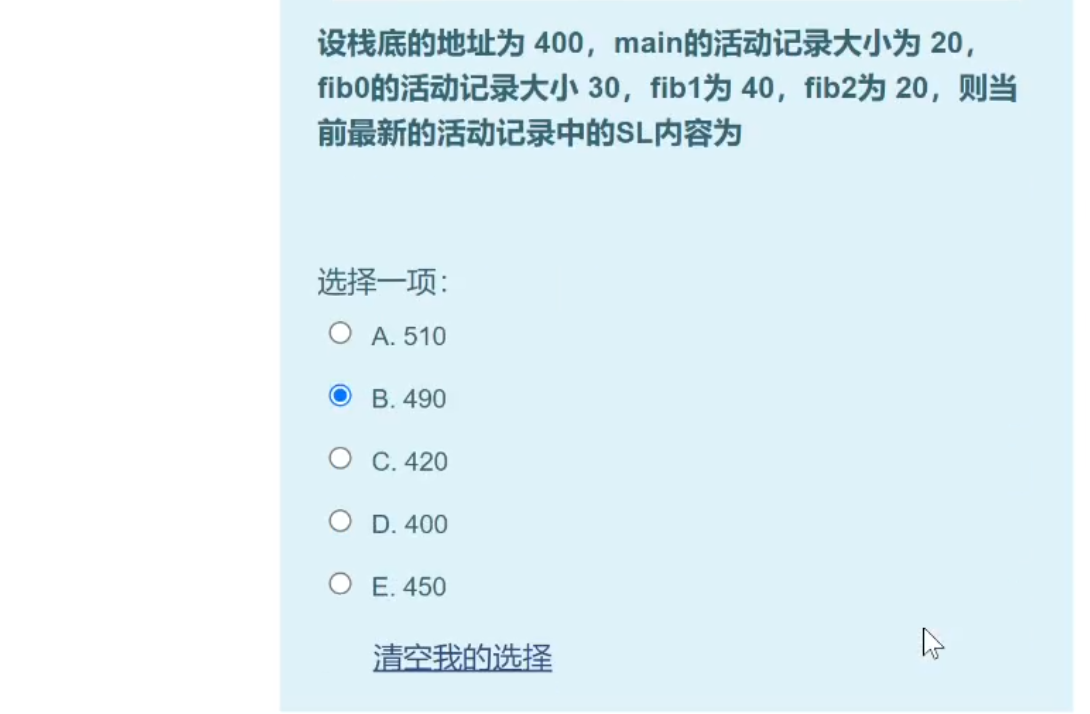 设栈底的地址为 400，main的活动记录大小为 20，
fib0的活动记录大小 30，fib1为 40，fib2为 20，则当
前最新的活动记录中的SL内容为
选择一项：
A. 510
B. 490
C. 420
D. 400
E. 450
清空我的选择